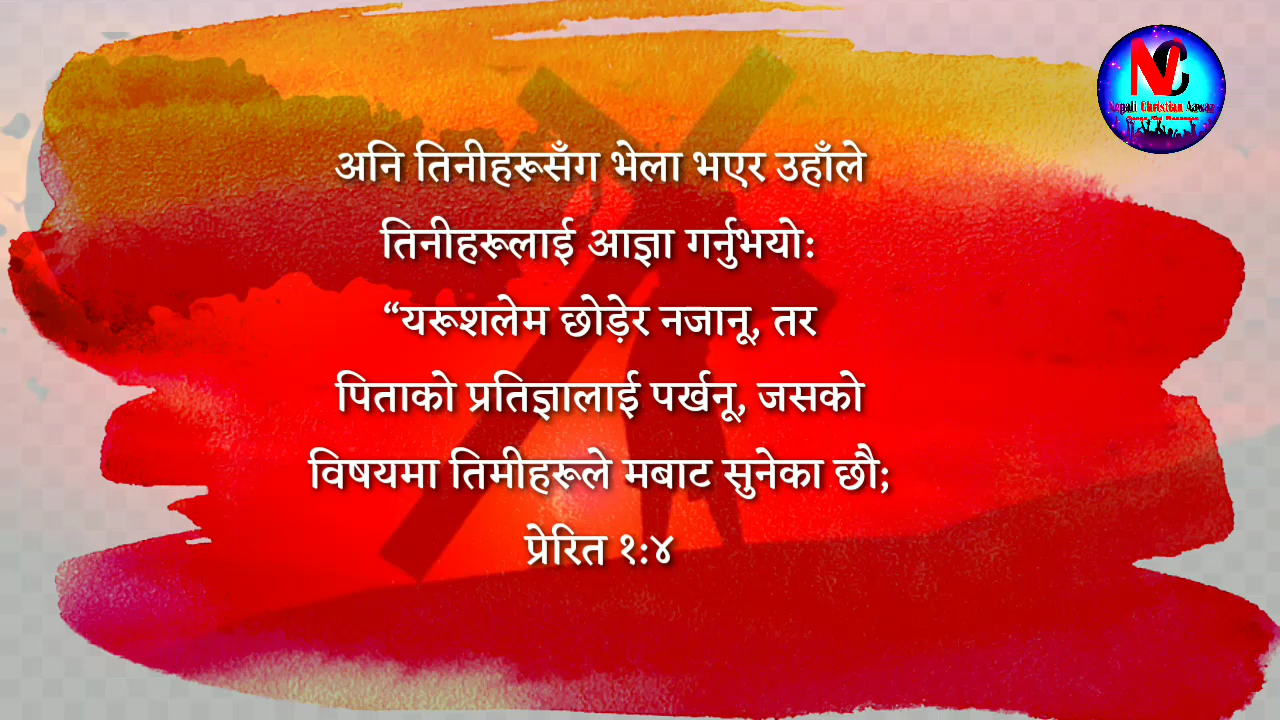 अनि तिनीहरूसँग भेला भएर उहाँले
तिनीहरूलाई आज्ञा गर्नुभयो:
“यरूशलेम छोड़ेर नजानू, तर
पिताको प्रतिज्ञालाई पर्खनू, जसको
विषयमा तिमीहरूले मबाट सुनेका छौ;
प्रेरित १:४
NC
Nepali Christian Aawaz